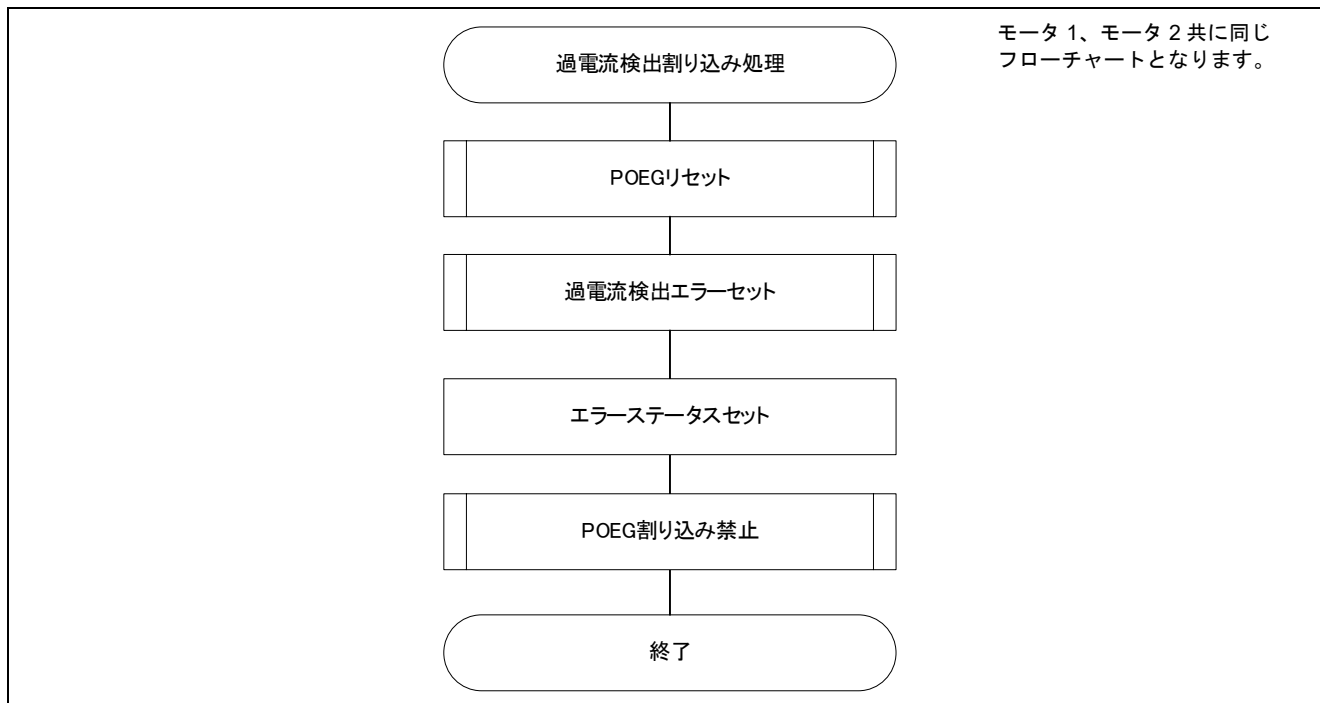 過電流検出割り込み処理
モータ 1、モータ 2 共に同じ
フローチャートとなります。
POEGリセット
過電流検出エラーセット
エラーステータスセット
POEG割り込み禁止
終了